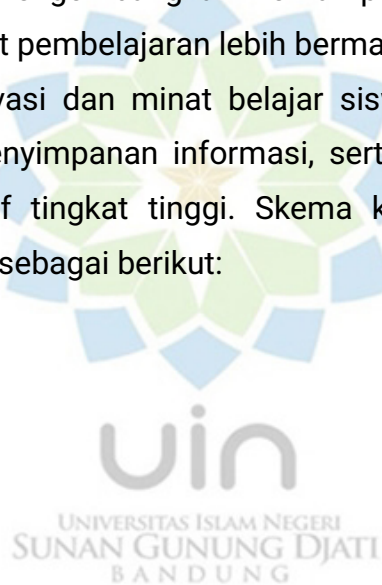 t pembelajaran lebih berma
vasi dan minat belajar sis
enyimpanan informasi, sert
f tingkat tinggi. Skema k
sebagai berikut:
uin
UNIVERSITAS ISLAM NEGERI
SUNAN GUNUNG DJATI
BANDUNG